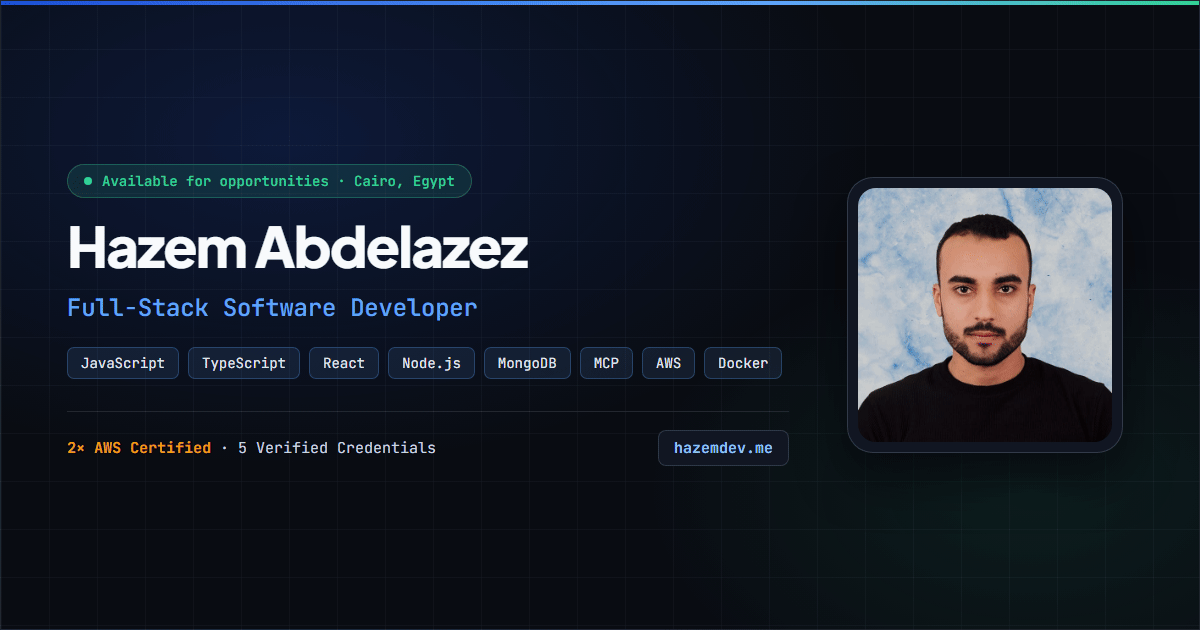 Available for opportunities · Cairo, Egypt
Hazem Abdelazez
Full-Stack Software Developer
JavaScript TypeScript React Node.js MongoDB MCP AWS Docker
2× AWS Certified · 5 Verified Credentials hazemdev.me